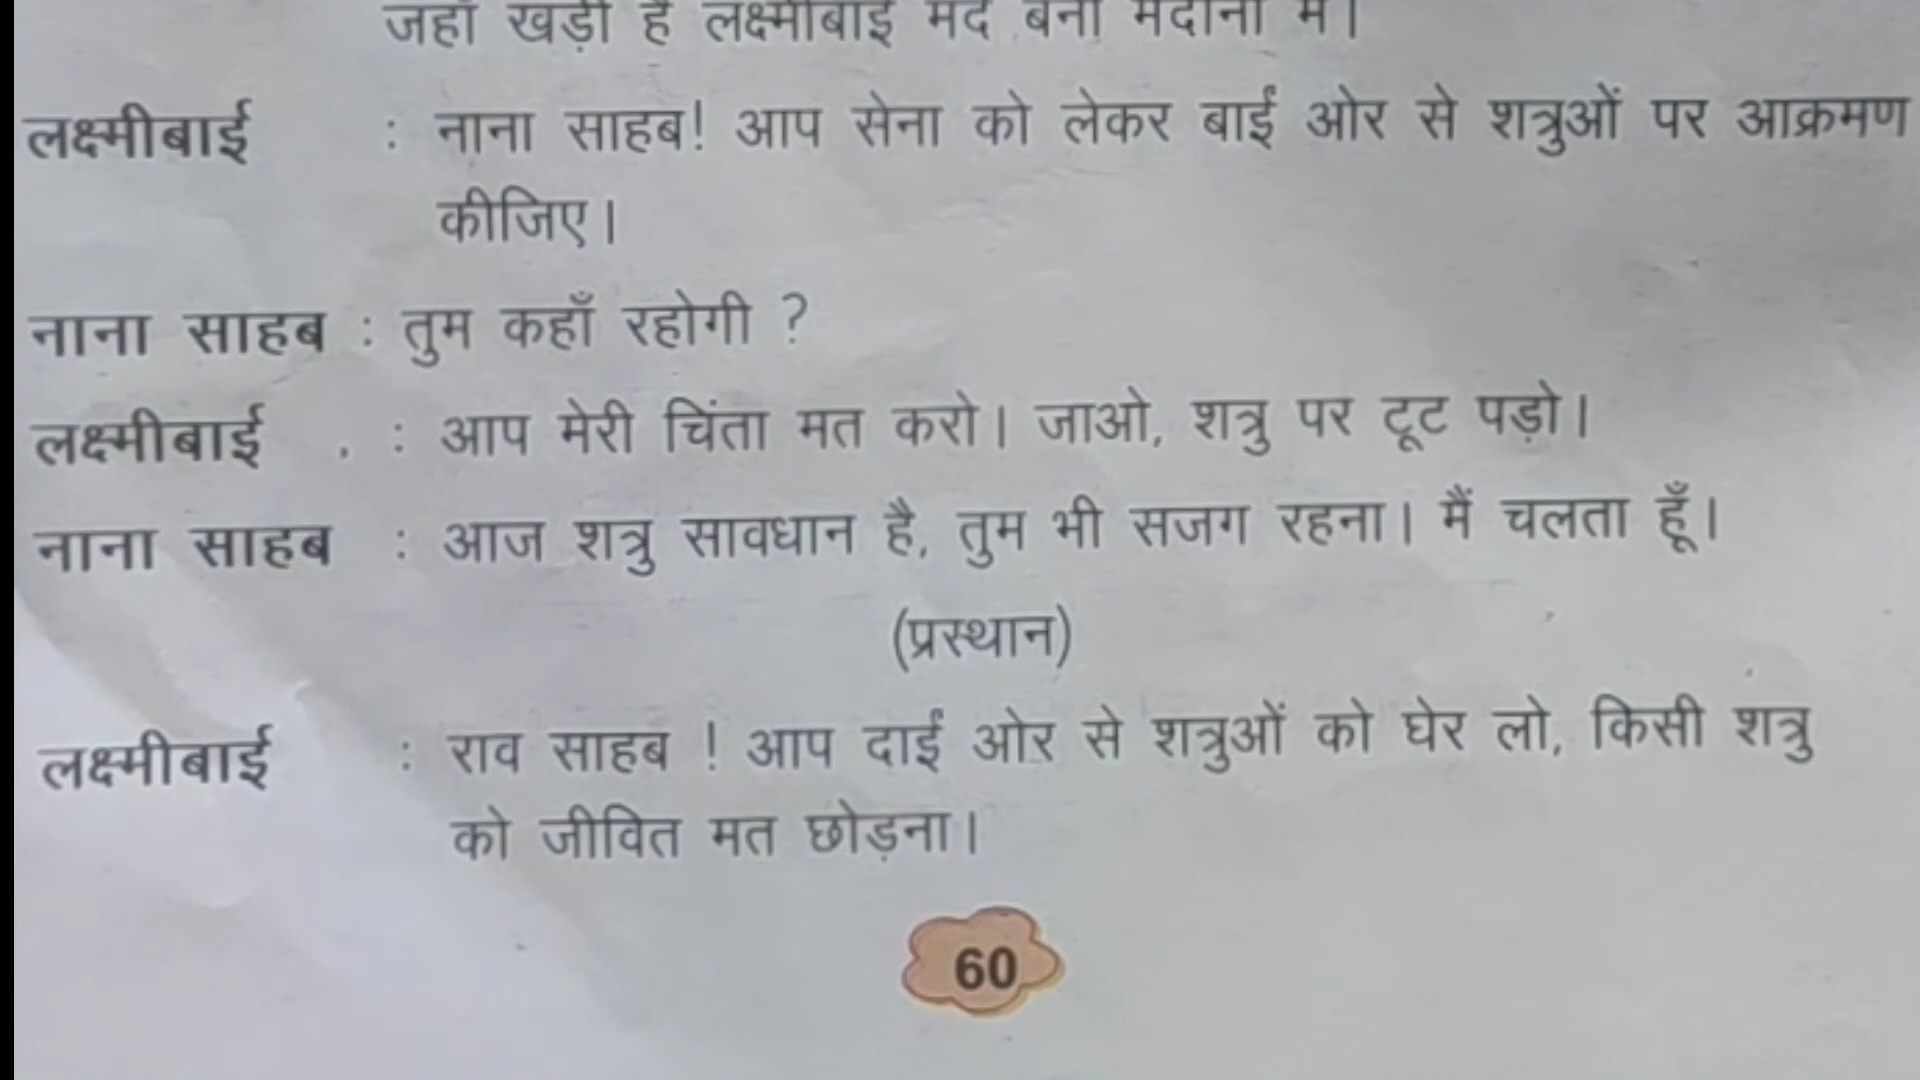 जहाँ खड़ी है लक्ष्मीबाई मर्द बनी मर्दानों में।
लक्ष्मीबाई : नाना साहब! आप सेना को लेकर बाईं ओर से शत्रुओं पर आक्रमण
कीजिए।
नाना साहब : तुम कहाँ रहोगी ?
लक्ष्मीबाई . : आप मेरी चिंता मत करो। जाओ, शत्रु पर टूट पड़ो।
नाना साहब : आज शत्रु सावधान है, तुम भी सजग रहना। मैं चलता हूँ।
(प्रस्थान)
लक्ष्मीबाई : राव साहब ! आप दाईं ओर से शत्रुओं को घेर लो, किसी शत्रु
को जीवित मत छोड़ना।
60